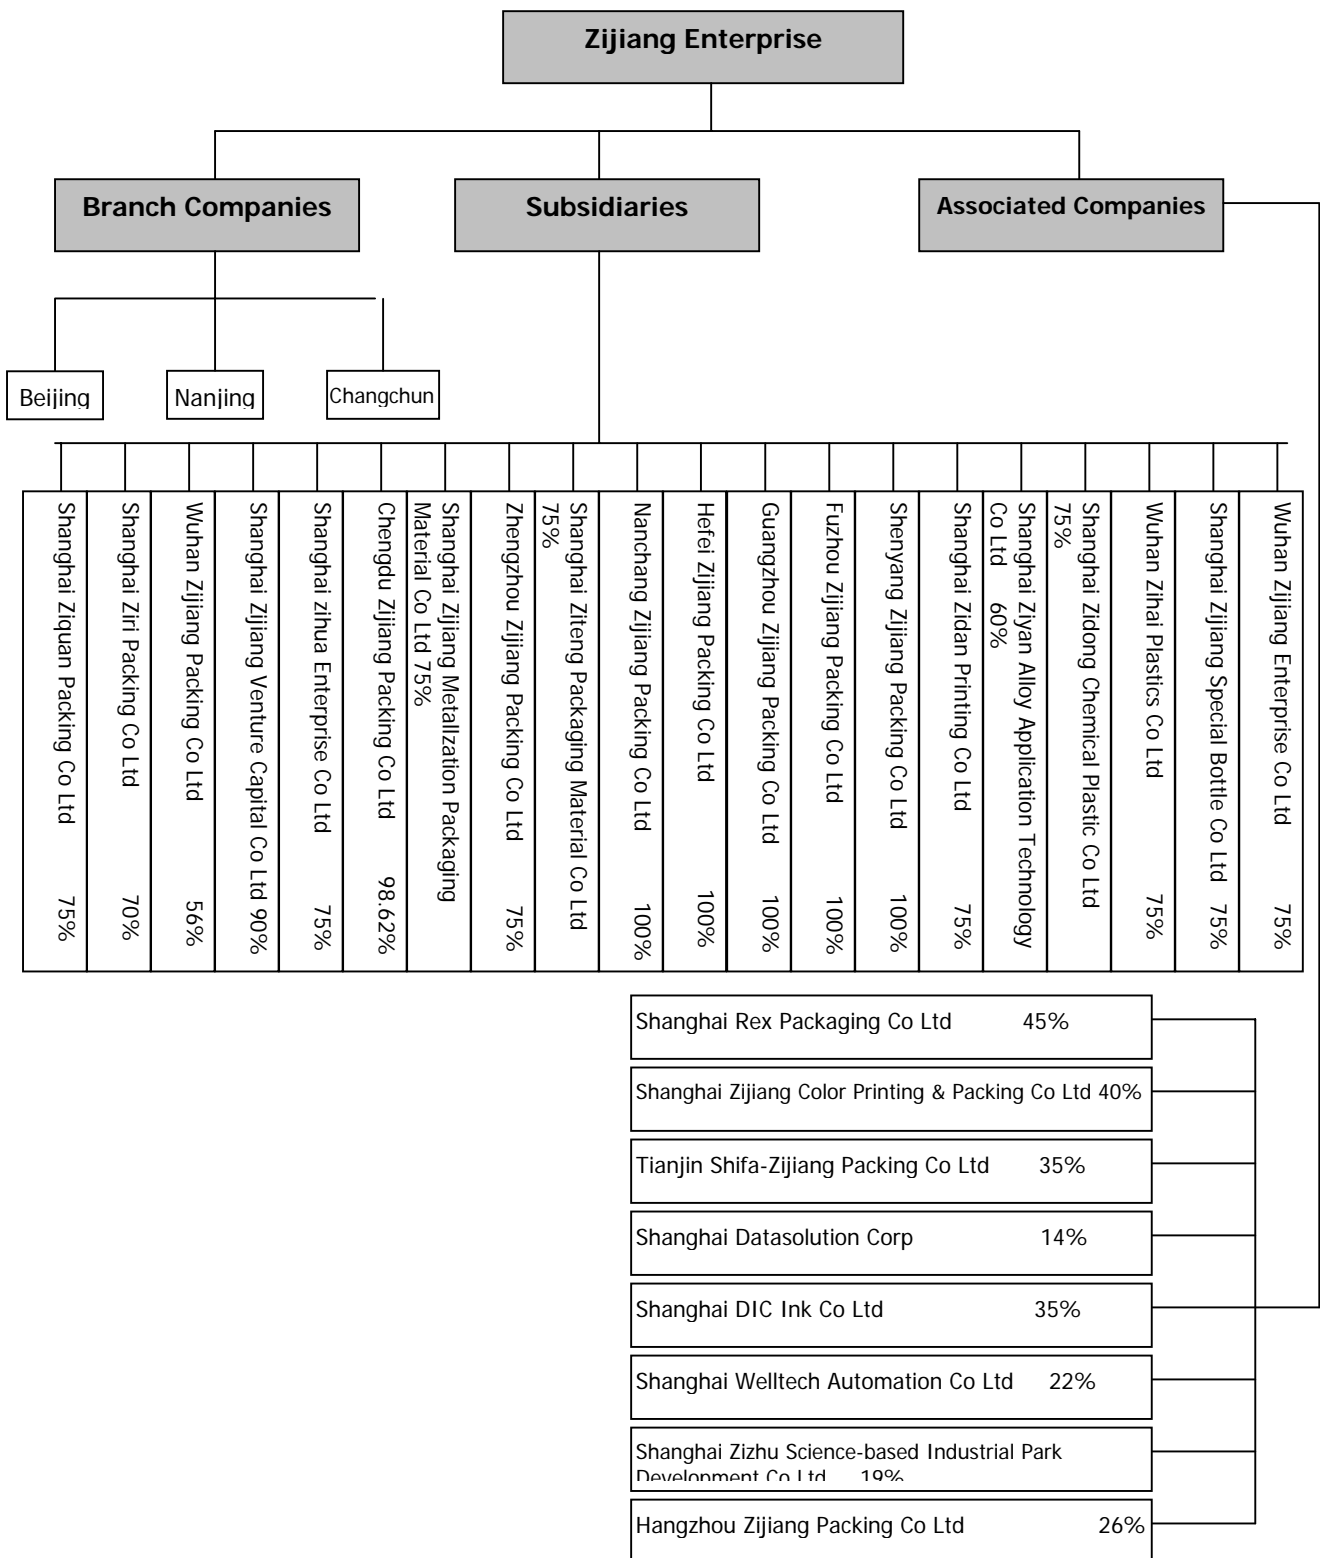 Zijiang Enterprise
Branch Companies
Subsidiaries
Associated Companies
Beijing
Nanjing
Changchun
Shanghai Ziquan Packing Co Ltd 75%
Shanghai Ziri Packing Co Ltd 70%
Wuhan Zijiang Packing Co Ltd 56%
Shanghai Zijiang Venture Capital Co Ltd 90%
Shanghai zihua Enterprise Co Ltd 75%
Chengdu Zijiang Packing Co Ltd 98.62%
Shanghai Zijiang Metallzation Packaging
Material Co Ltd 75%
Zhengzhou Zijiang Packing Co Ltd 75%
Shanghai Ziteng Packaging Material Co Ltd
75%
Nanchang Zijiang Packing Co Ltd 100%
Hefei Zijiang Packing Co Ltd 100%
Guangzhou Zijiang Packing Co Ltd 100%
Fuzhou Zijiang Packing Co Ltd 100%
Shenyang Zijiang Packing Co Ltd 100%
Shanghai Zidan Printing Co Ltd 75%
Shanghai Ziyan Alloy Application Technology
Co Ltd 60%
Shanghai Zidong Chemical Plastic Co Ltd
75%
Wuhan Zihai Plastics Co Ltd 75%
Shanghai Zijiang Special Bottle Co Ltd 75%
Wuhan Zijiang Enterprise Co Ltd 75%
Shanghai Rex Packaging Co Ltd 45%
Shanghai Zijiang Color Printing & Packing Co Ltd 40%
Tianjin Shifa-Zijiang Packing Co Ltd 35%
Shanghai Datasolution Corp 14%
Shanghai DIC Ink Co Ltd 35%
Shanghai Welltech Automation Co Ltd 22%
Shanghai Zizhu Science-based Industrial Park
Development Co Ltd 19%
Hangzhou Zijiang Packing Co Ltd 26%